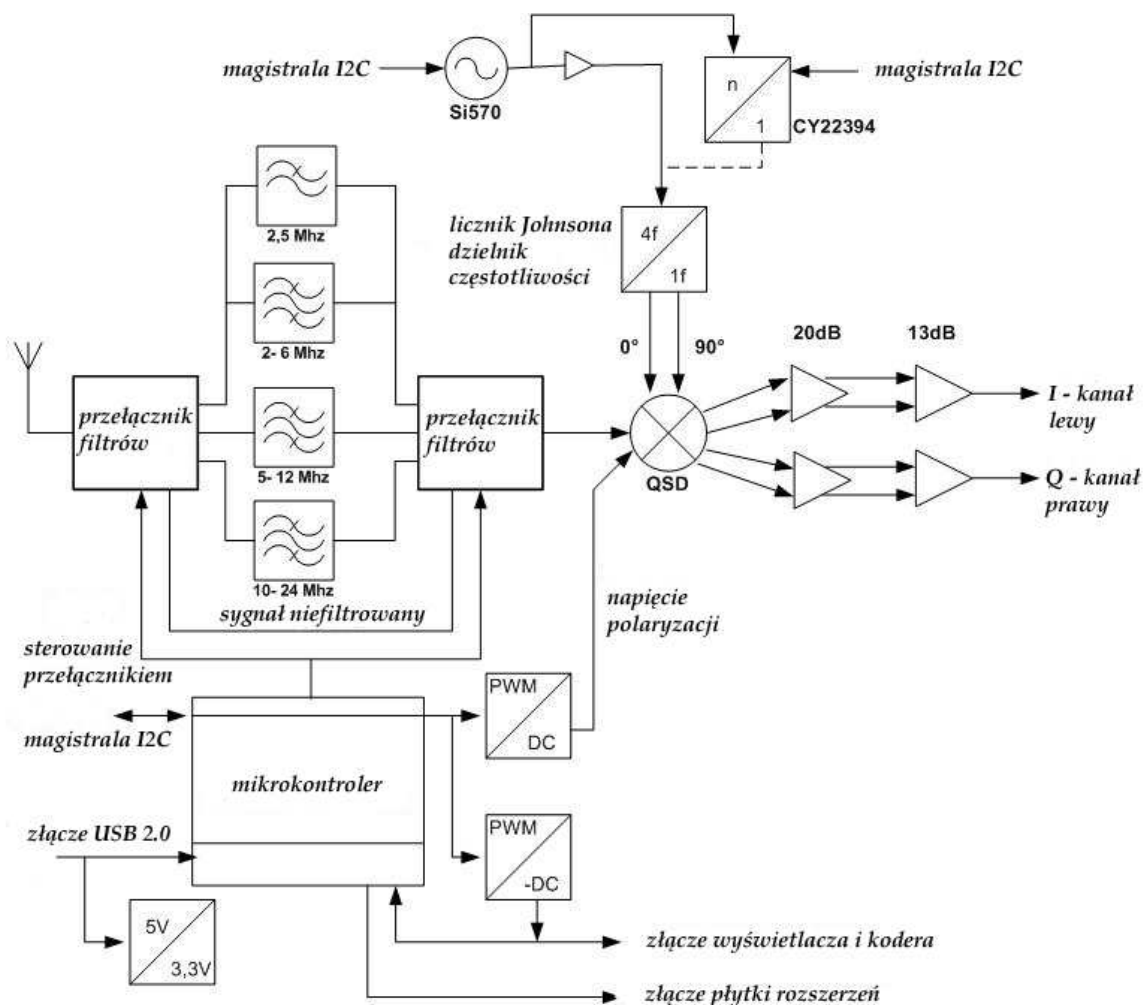 magistrala I2C
Si570
n
1
CY22394
magistrala I2C
2,5 Mhz
licznik Johnsona
dzielnik
częstotliwości
4f
1f
2- 6 Mhz
0°
90°
20dB
13dB
przełącznik
filtrów
przełącznik
filtrów
I - kanał
lewy
5- 12 Mhz
QSD
Q - kanał
prawy
10- 24 Mhz
sygnał niefiltrowany
napięcie
polaryzacji
sterowanie
przełącznikiem
PWM
DC
magistrala I2C
mikrokontroler
złącze USB 2.0
PWM
-DC
5V
3,3V
złącze wyświetlacza i kodera
złącze płytki rozszerzeń